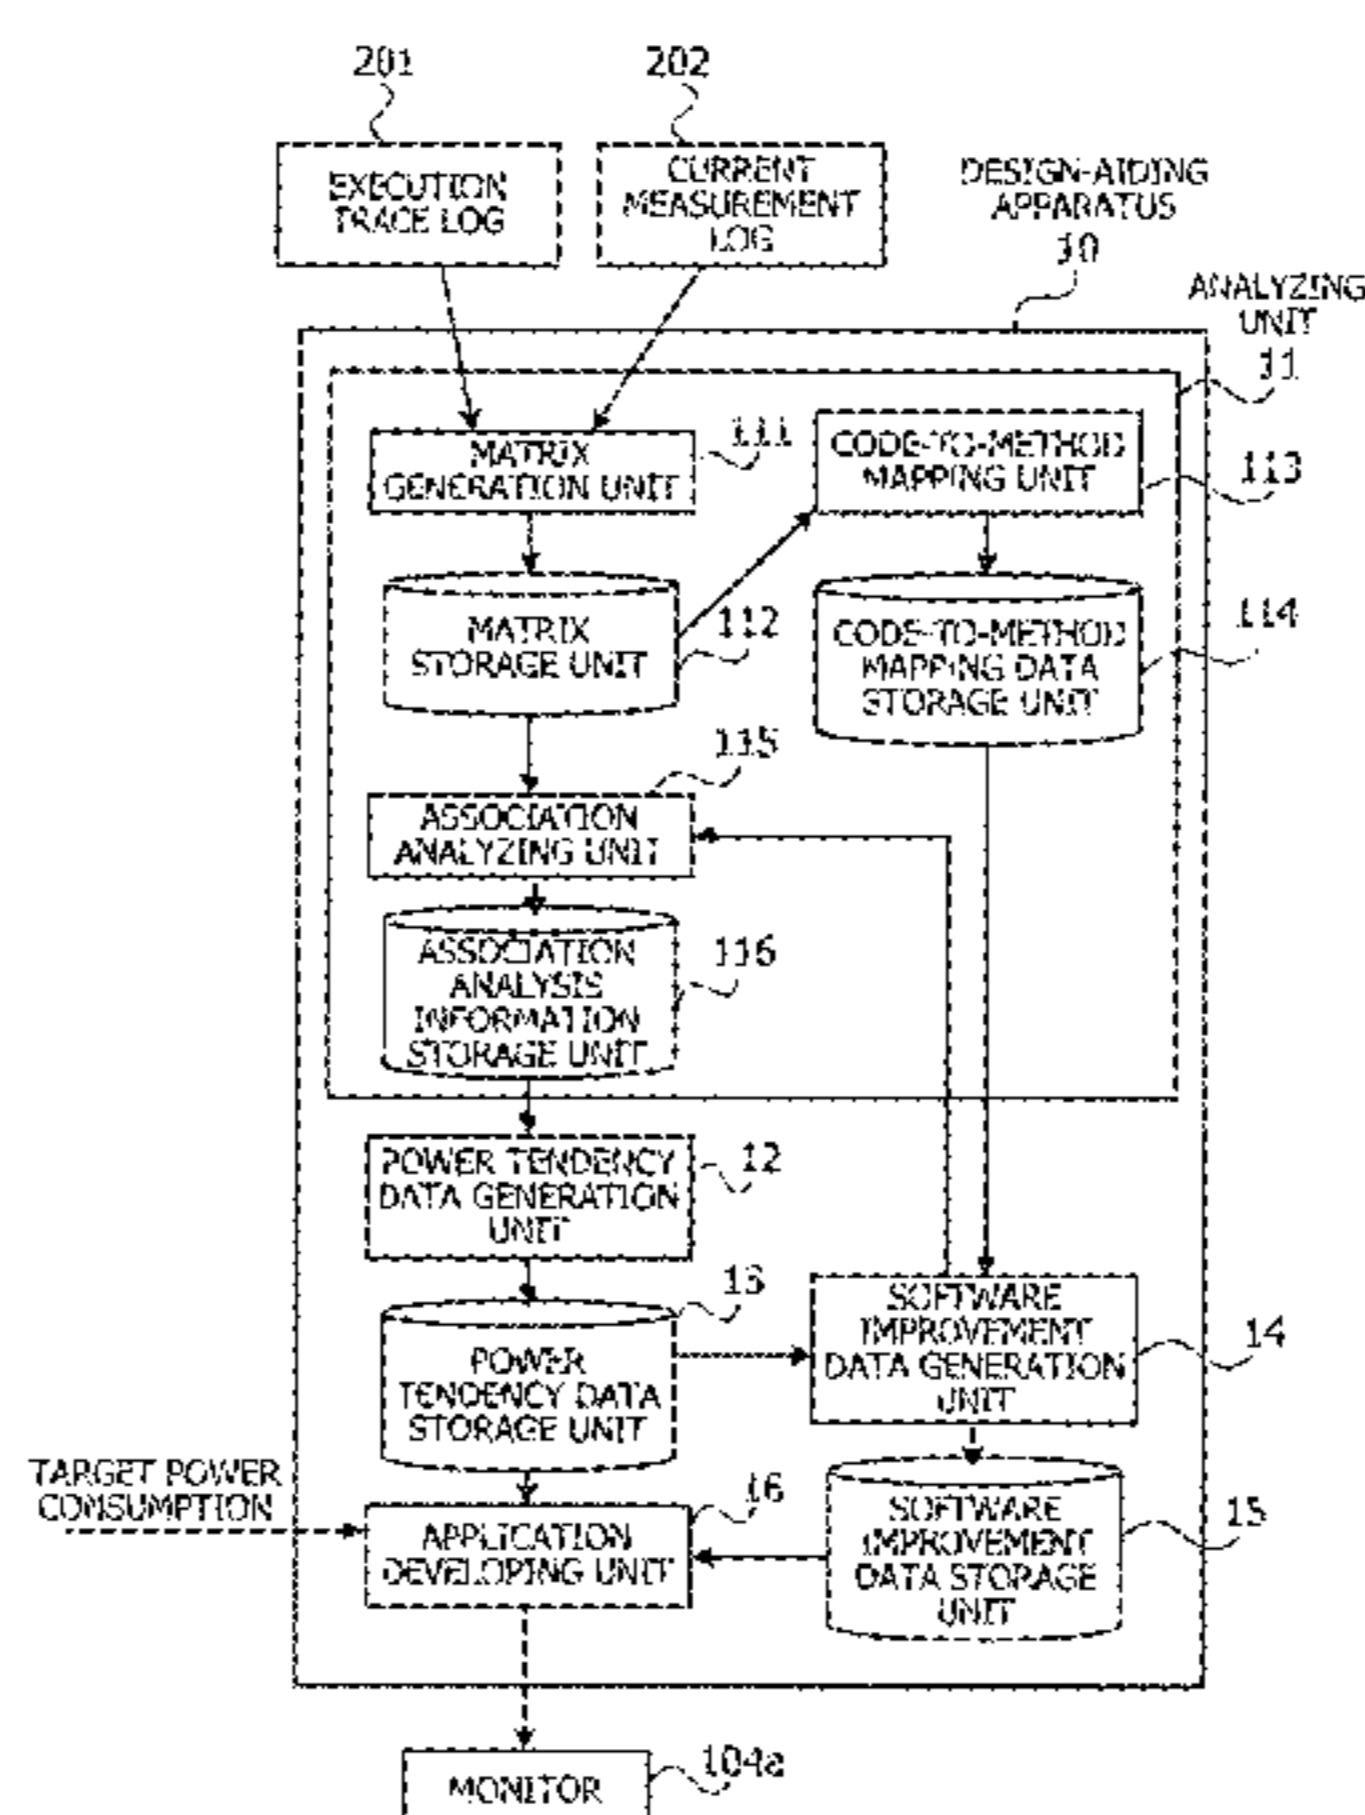 201
202
EXECUTION
TRACE LOG
CURRENT
MEASUREMENT
LOG
DESIGN-AIDING
APPARATUS
10
ANALYZING
UNIT
11
MATRIX
GENERATION UNIT
111
CODE-TO-METHOD
MAPPING UNIT
113
MATRIX
STORAGE UNIT
112
CODE-TO-METHOD
MAPPING DATA
STORAGE UNIT
114
115
ASSOCIATION
ANALYZING UNIT
ASSOCIATION
ANALYSIS
INFORMATION
STORAGE UNIT
116
POWER TENDENCY
DATA GENERATION
UNIT
12
13
POWER
TENDENCY DATA
STORAGE UNIT
SOFTWARE
IMPROVEMENT
DATA GENERATION
UNIT
14
TARGET POWER
CONSUMPTION
16
APPLICATION
DEVELOPING UNIT
SOFTWARE
IMPROVEMENT
DATA STORAGE
UNIT
15
MONITOR
104a